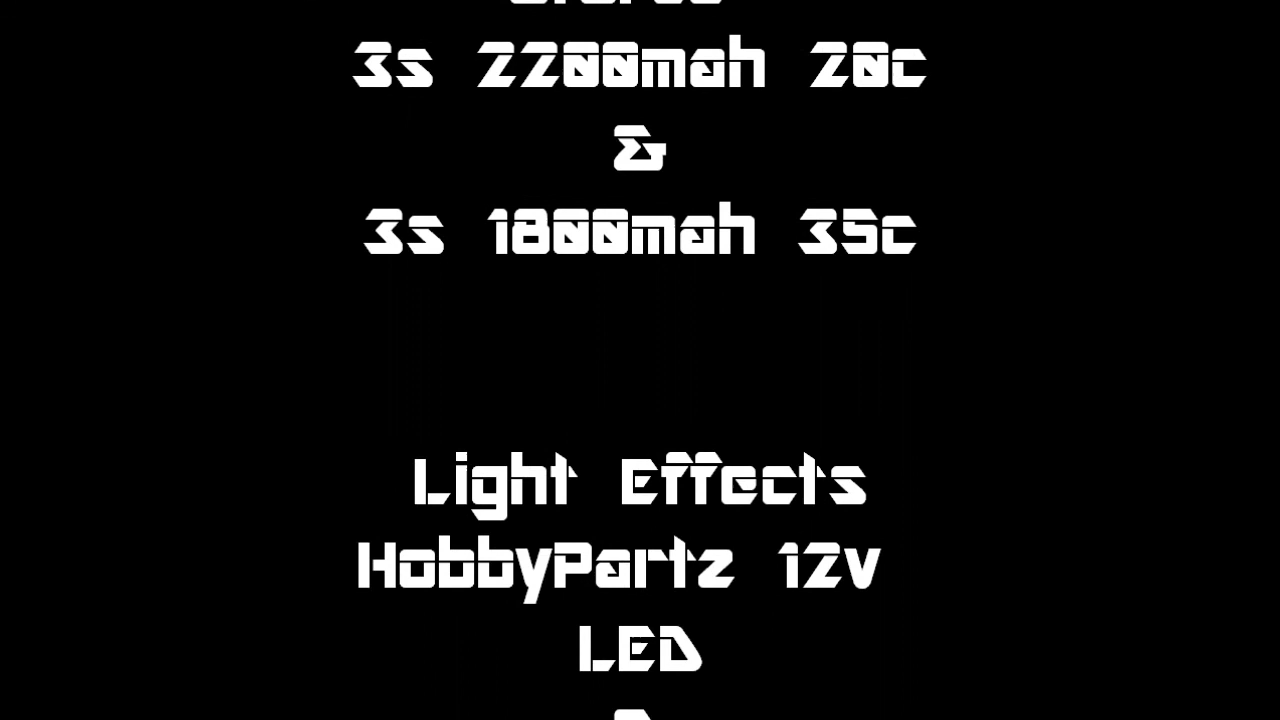 3s 2200mah 20c
&
3s 1800mah 35c
Light Effects
HobbyPartz 12v
LED